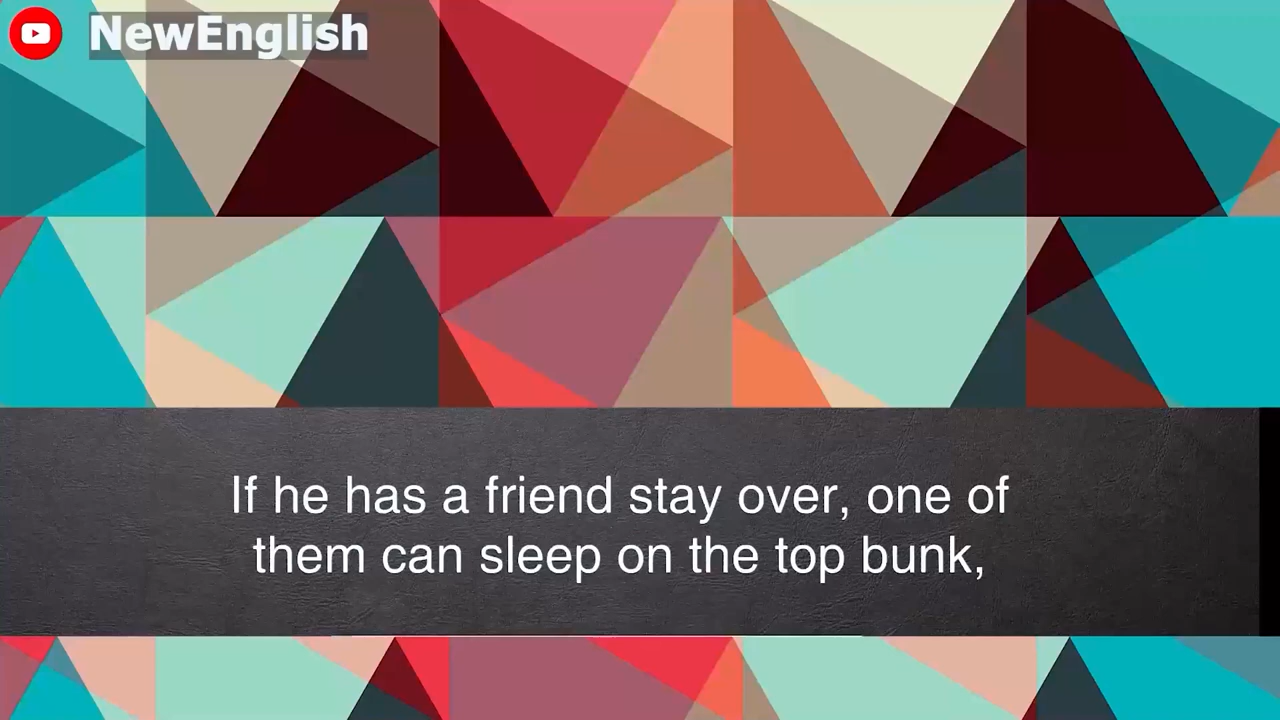 NewEnglish
If he has a friend stay over, one of
them can sleep on the top bunk,